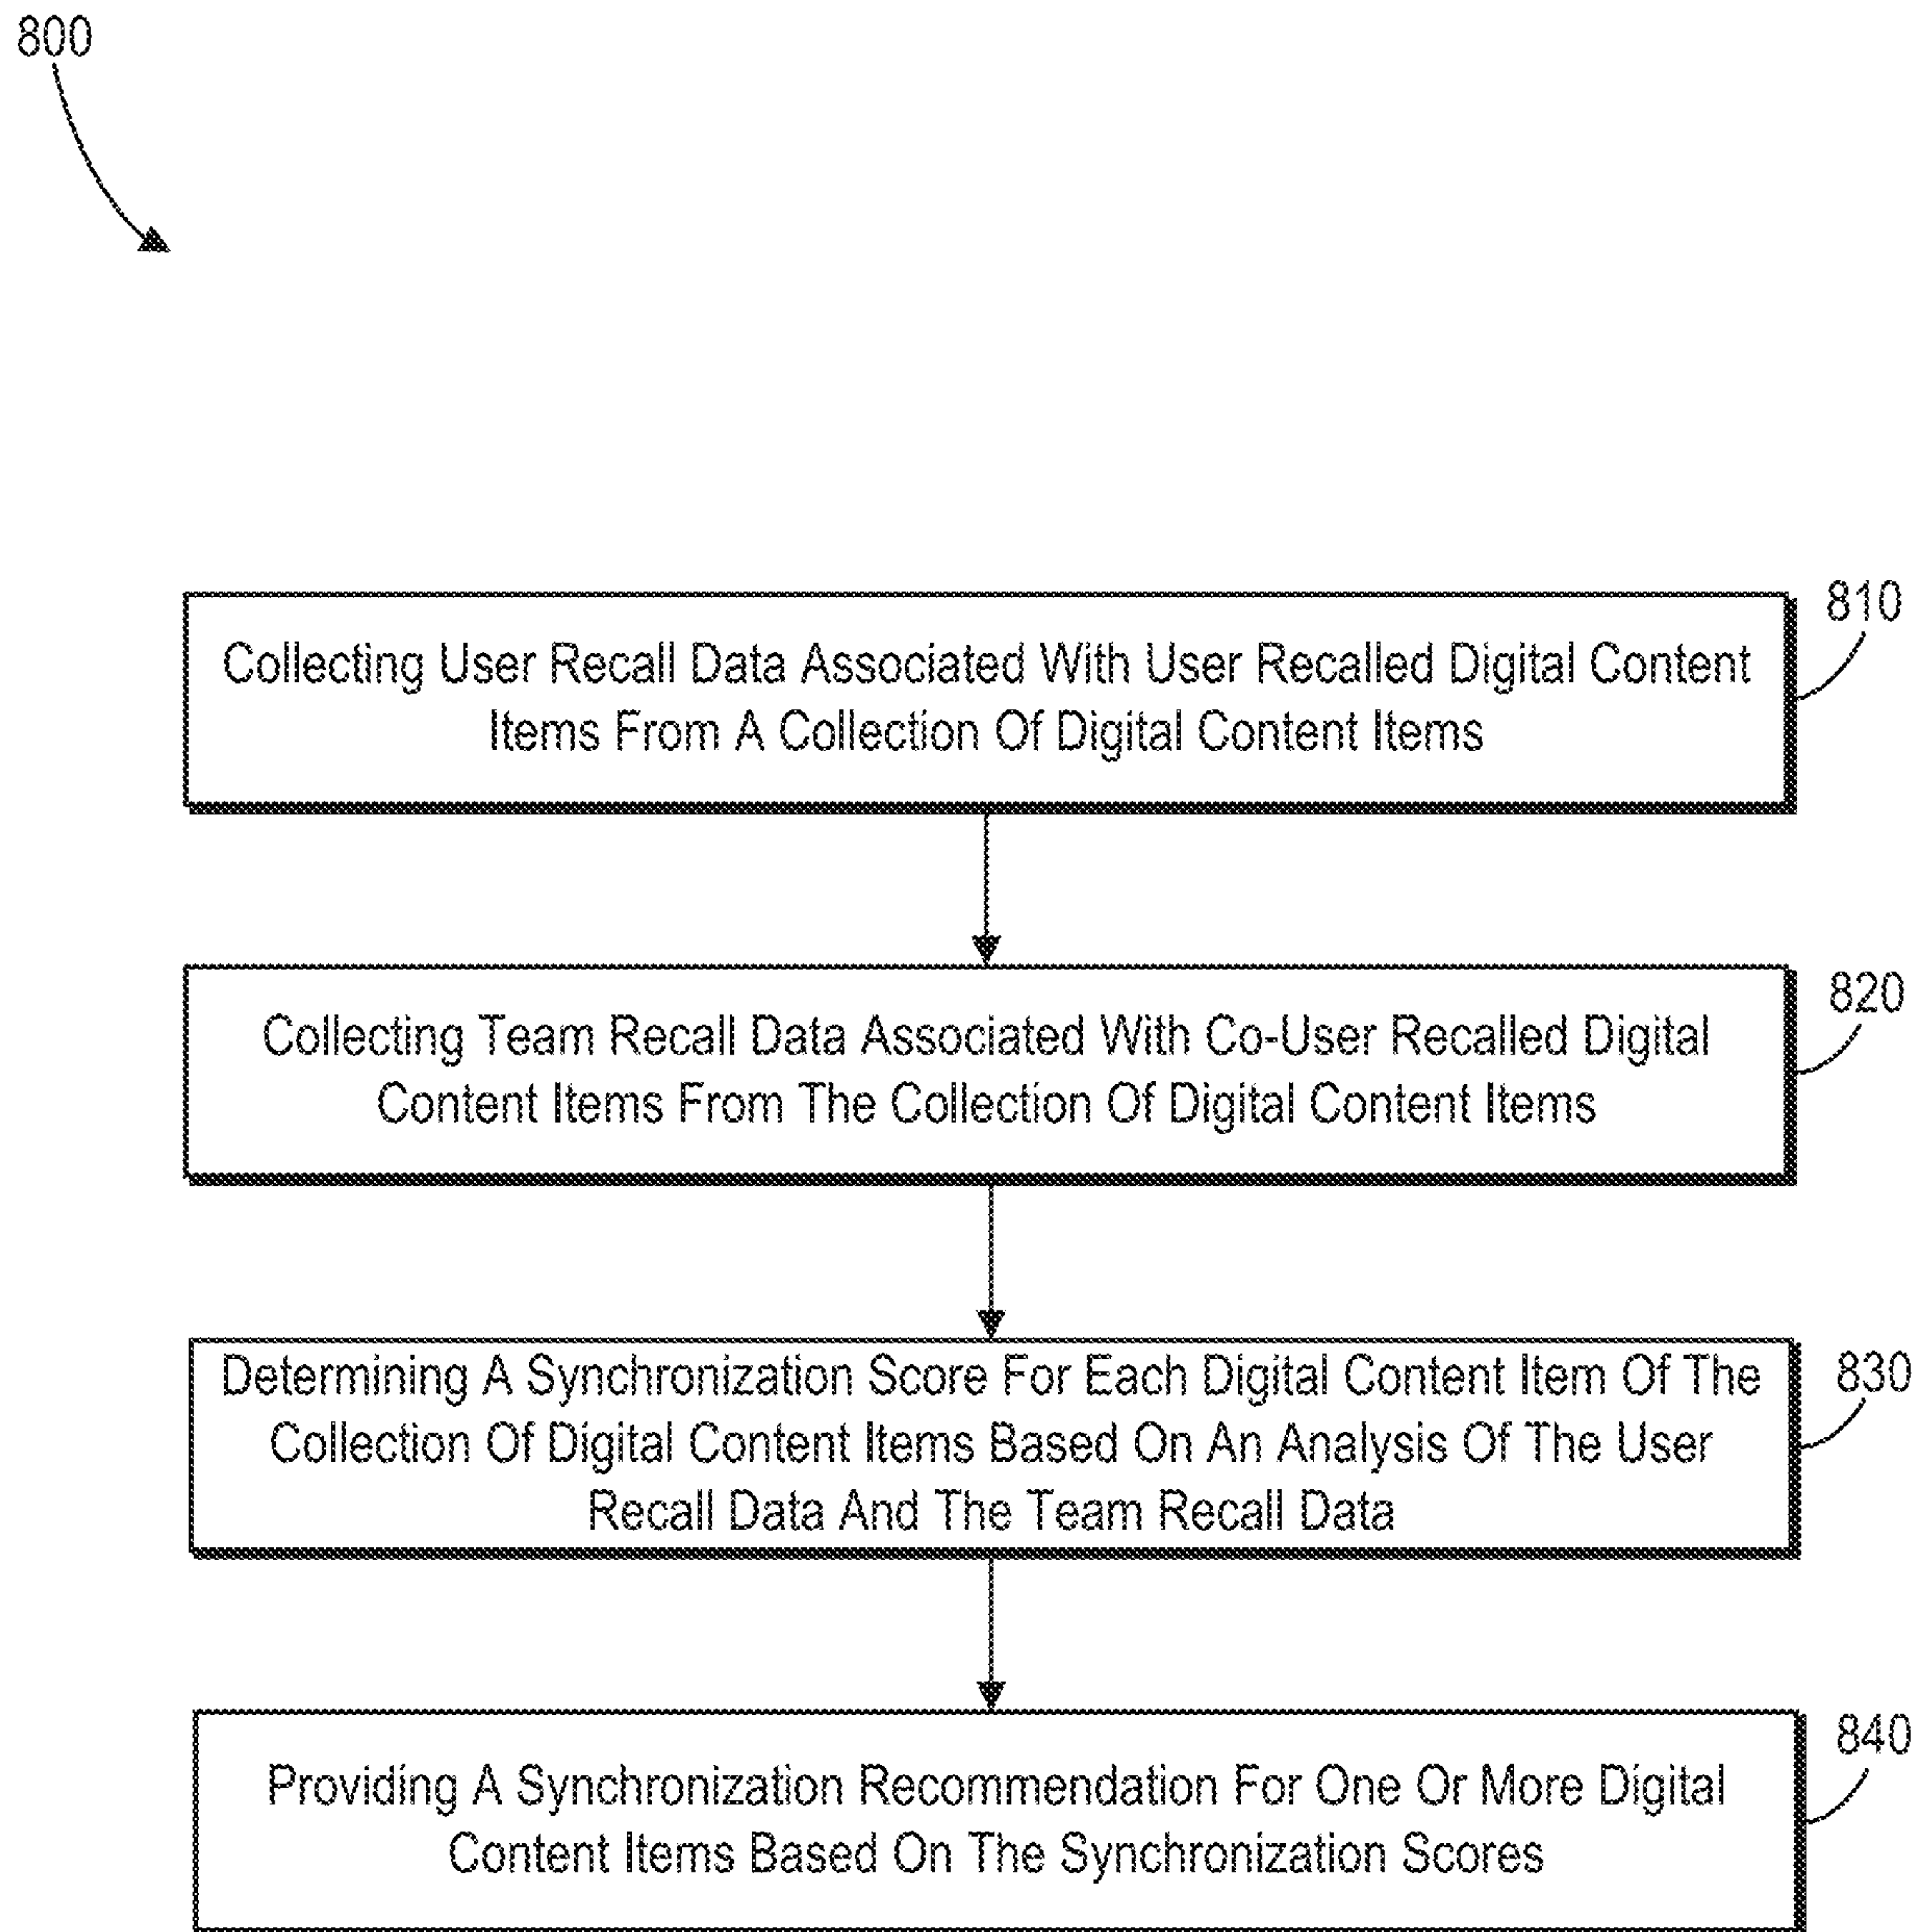 800
810
Collecting User Recall Data Associated With User Recalled Digital Content
Items From A Collection Of Digital Content Items
820
Collecting Team Recall Data Associated With Co-User Recalled Digital
Content Items From The Collection Of Digital Content Items
830
Determining A Synchronization Score For Each Digital Content Item Of The
Collection Of Digital Content Items Based On An Analysis Of The User
Recall Data And The Team Recall Data
840
Providing A Synchronization Recommendation For One Or More Digital
Content Items Based On The Synchronization Scores